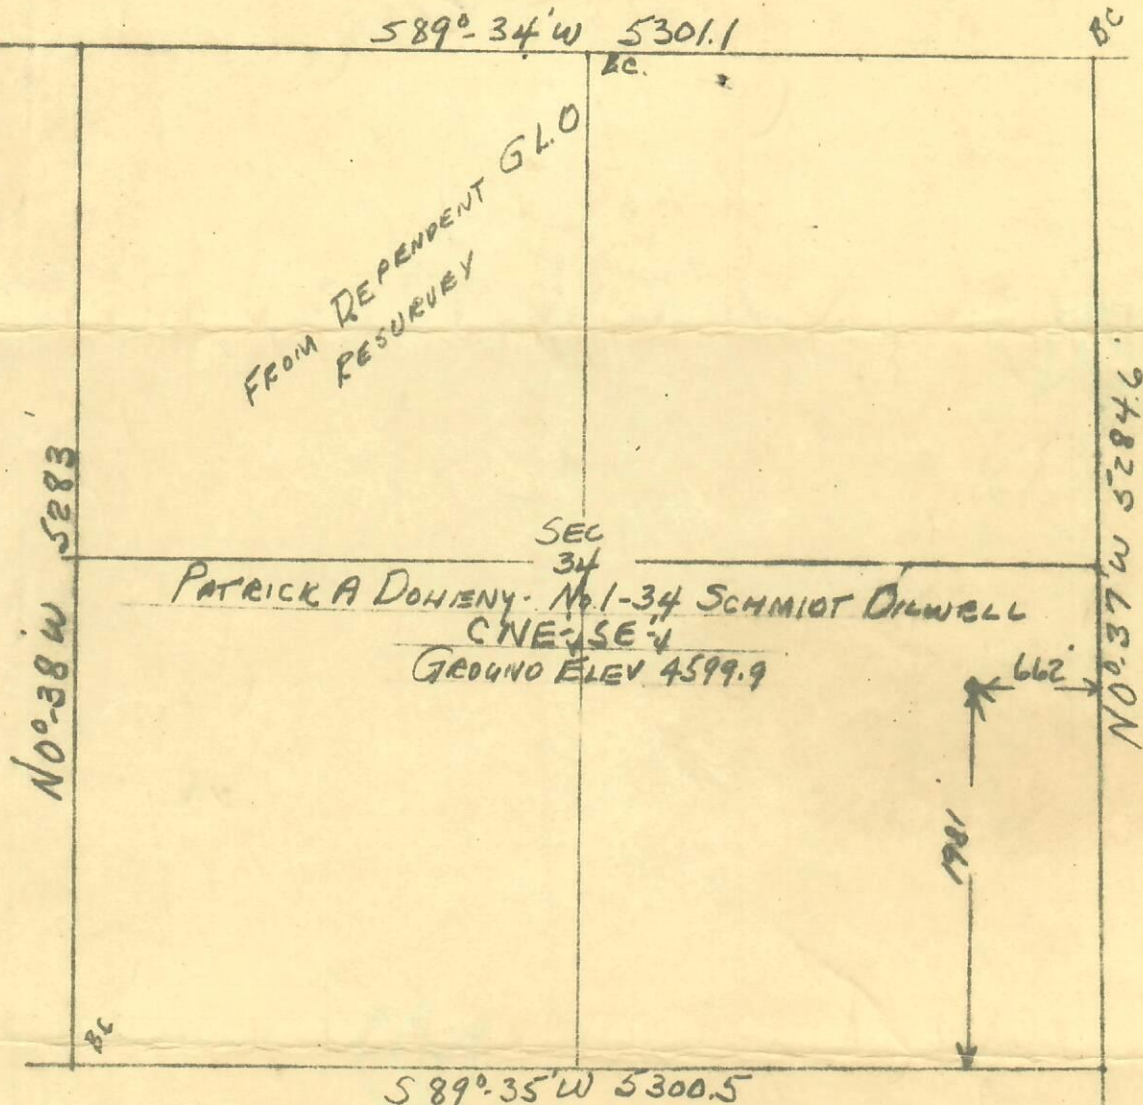 S89°-34'W 5301.1
BC
BC.
FROM DEPENDENT GLO
RESURUREY
N0°-38'W 5283
N0°.37'W 5284.6
SEC
34
PATRICK A DOHENY. No.1-34 SCHMIDT OILWELL
CNE¼SE¼
GROUND ELEV 4599.9
662'
1981
BC
S 89°-35'W 5300.5